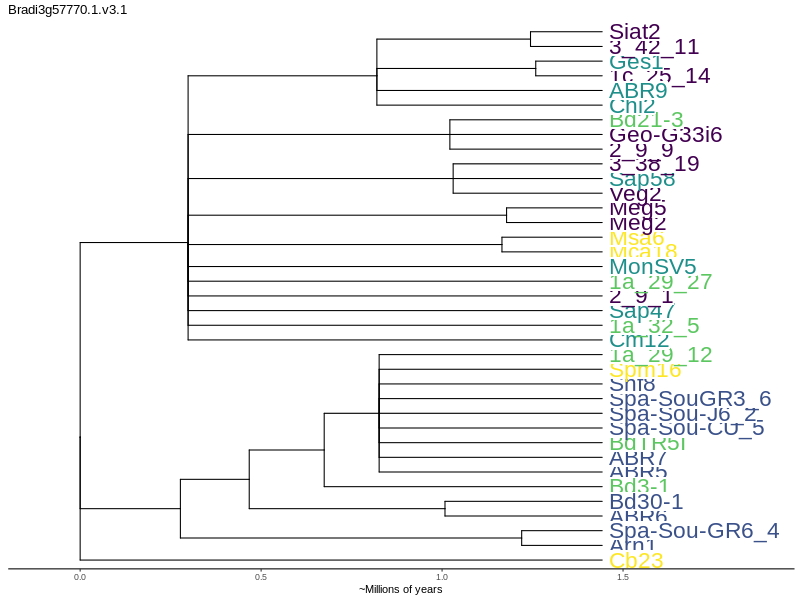 Bradi3g57770.1.v3.1
Siat2
3_42_11
Ges1
Tc_25_14
ABR9
Chi2
Bd21-3
Geo-G33i6
2_9_9
3_38_19
Sap58
Veg2
Meg5
Meg2
Msa6
Mca18
MonSV5
1a_29_27
2_9_1
Sap47
1a_32_5
Cm12
1a_29_12
Spm16
Shf8
Spa-SouGR3_6
Spa-Sou-J6_2
Spa-Sou-CU_5
BdTR5I
ABR7
ABR5
Bd3-1
Bd30-1
ABR6
Spa-Sou-GR6_4
Arn1
Cb23
0.0 0.5 1.0 1.5
~Millions of years